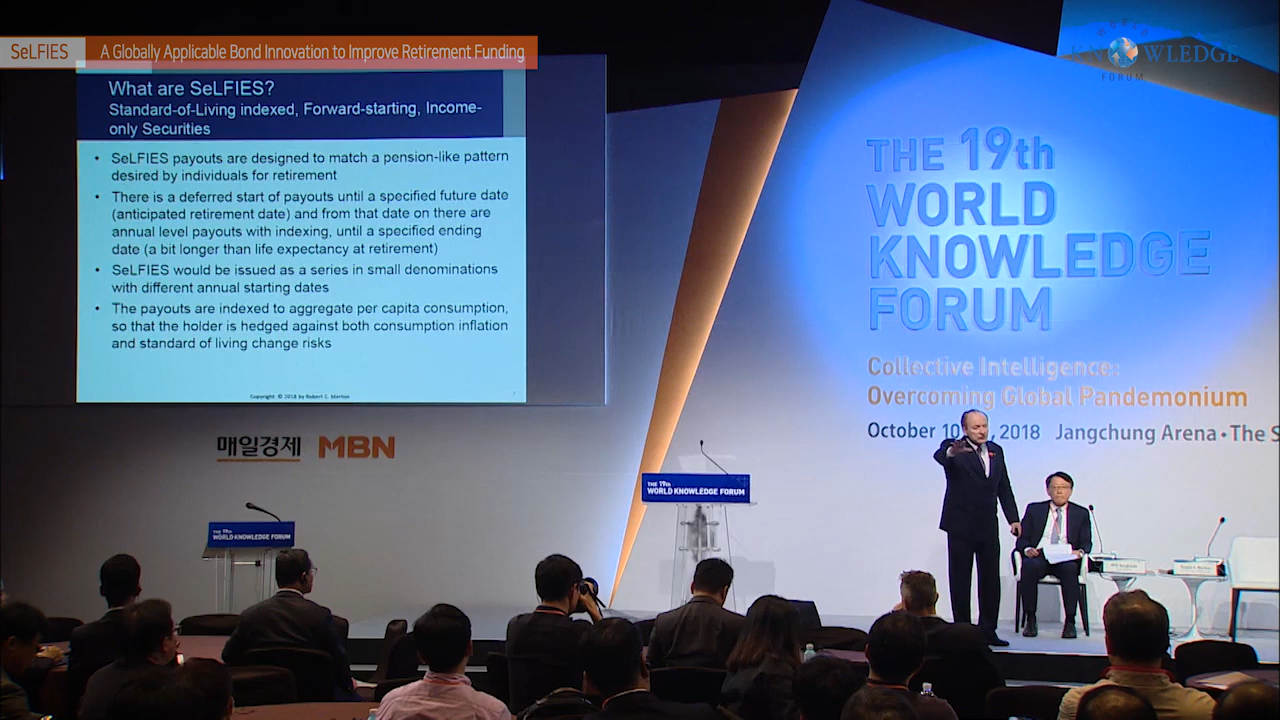 SeLFIES A Globally Applicable Bond Innovation to Improve Retirement Funding
KNOWLEDGE
FORUM
What are SeLFIES?
Standard-of-Living indexed, Forward-starting, Income-
only Securities
• SeLFIES payouts are designed to match a pension-like pattern
desired by individuals for retirement
• There is a deferred start of payouts until a specified future date
(anticipated retirement date) and from that date on there are
annual level payouts with indexing, until a specified ending
date (a bit longer than life expectancy at retirement)
• SeLFIES would be issued as a series in small denominations
with different annual starting dates
• The payouts are indexed to aggregate per capita consumption,
so that the holder is hedged against both consumption inflation
and standard of living change risks
Copyright © 2018 by Robert C. Merton
THE 19th
WORLD
KNOWLEDGE
FORUM
Collective Intelligence:
Overcoming Global Pandemonium
October 10 , 2018 Jangchung Arena • The S
매일경제 MBN
THE 19th
WORLD KNOWLEDGE FORUM
THE 19th
WORLD KNOWLEDGE FORUM